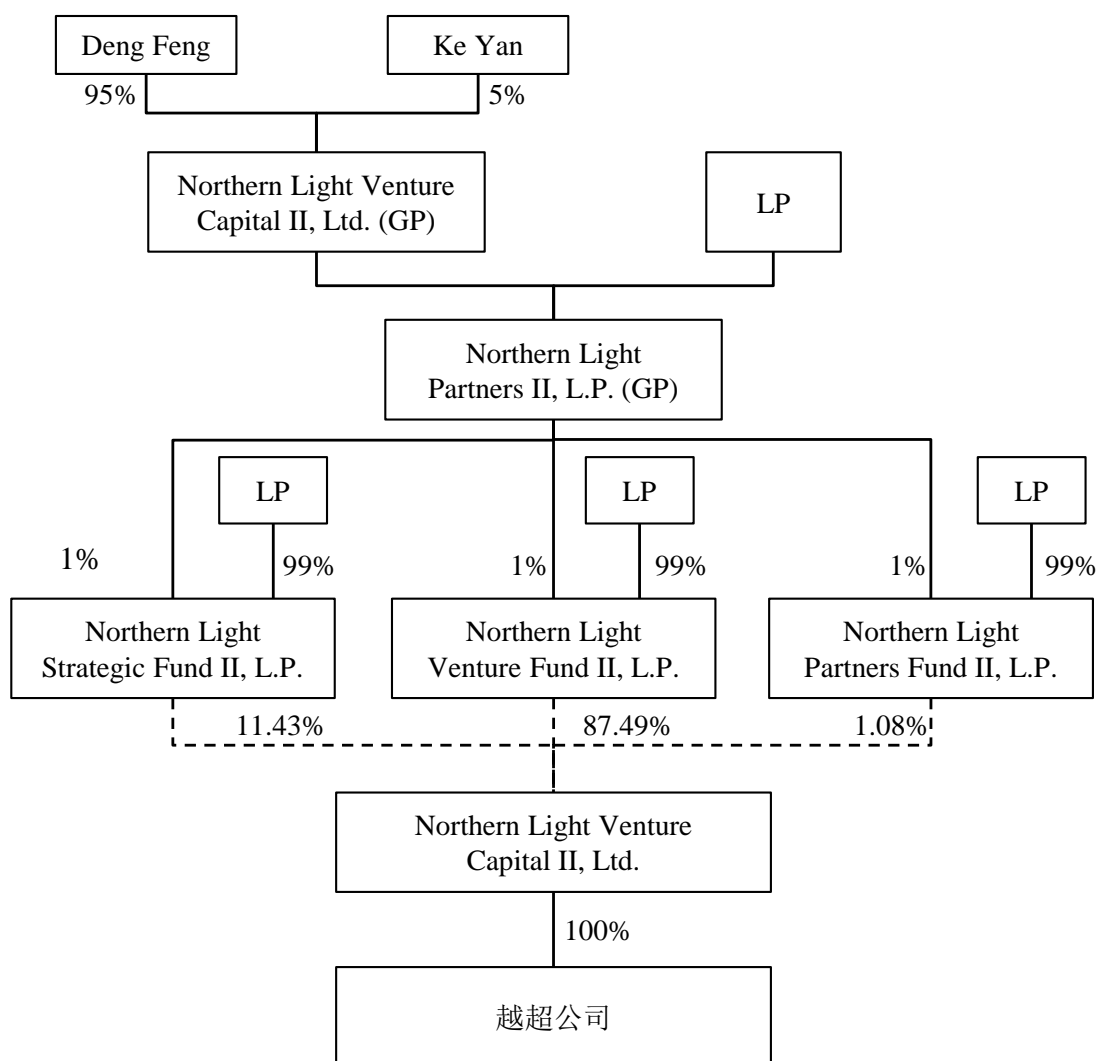 Deng Feng
Ke Yan
95%
5%
Northern Light Venture
Capital II, Ltd. (GP)
LP
Northern Light
Partners II, L.P. (GP)
LP
LP
LP
1%
99%
1%
99%
1%
99%
Northern Light
Strategic Fund II, L.P.
Northern Light
Venture Fund II, L.P.
Northern Light
Partners Fund II, L.P.
11.43%
87.49%
1.08%
Northern Light Venture
Capital II, Ltd.
100%
越超公司